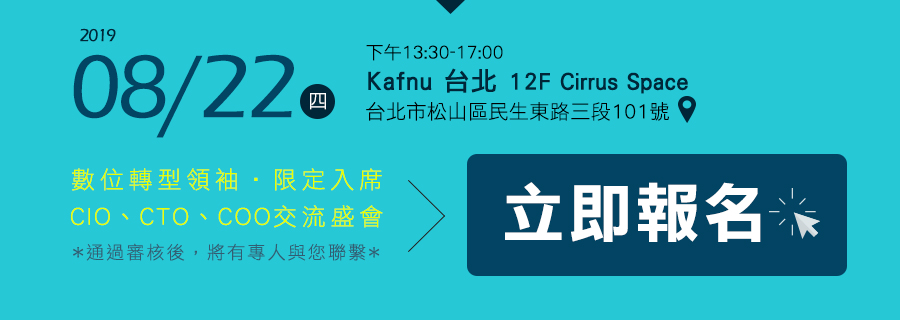 2019
08/22 四
下午13:30-17:00
Kafnu 台北 12F Cirrus Space
台北市松山區民生東路三段101號
數位轉型領袖・限定入席
CIO、CTO、COO交流盛會
*通過審核後，將有專人與您聯繫*
立即報名